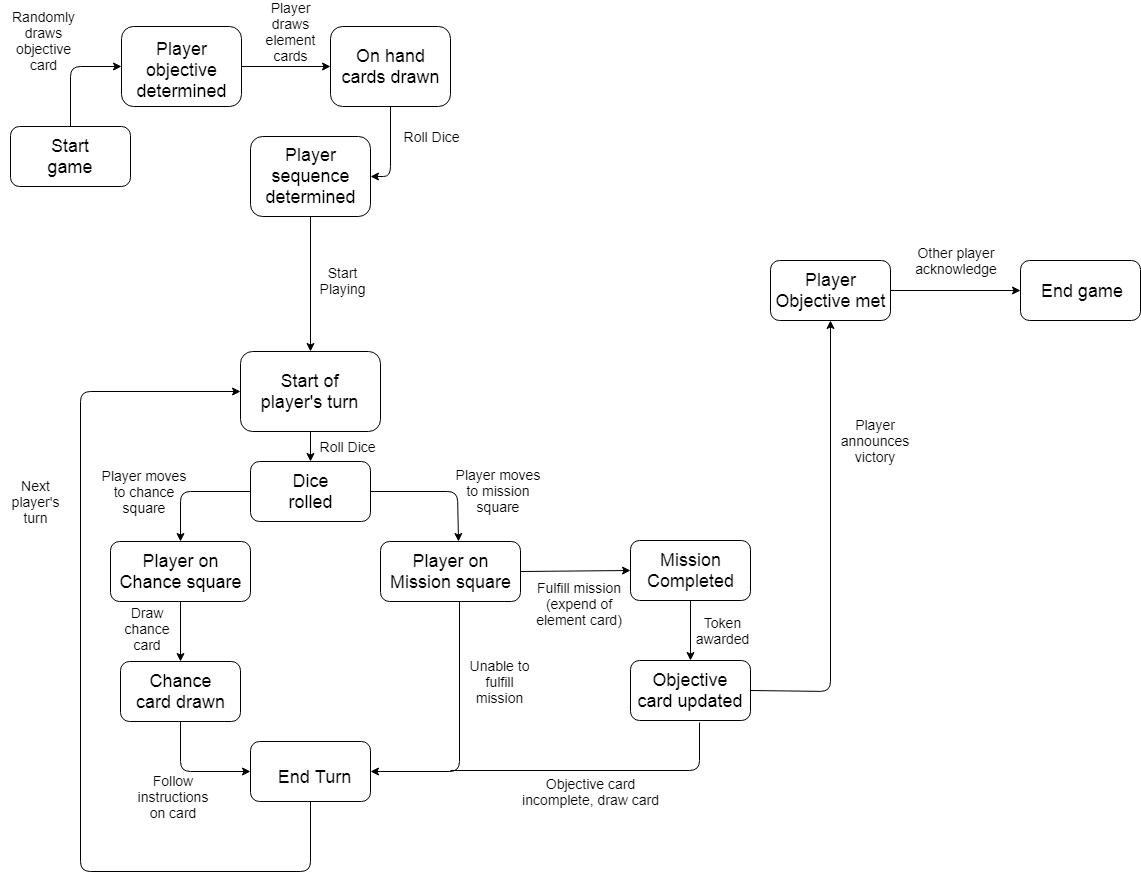 Randomly
draws
objective
card
Player
objective
determined
Player
draws
element
cards
On hand
cards drawn
Start
game
Roll Dice
Player
sequence
determined
Start
Playing
Player
Objective met
Other player
acknowledge
End game
Start of
player's turn
Roll Dice
Player
announces
victory
Next
player's
turn
Player moves
to chance
square
Dice
rolled
Player moves
to mission
square
Player on
Chance square
Player on
Mission square
Fulfill mission
(expend of
element card)
Mission
Completed
Draw
chance
card
Token
awarded
Unable to
fulfill
mission
Chance
card drawn
Objective
card updated
Follow
instructions
on card
End Turn
Objective card
incomplete, draw card